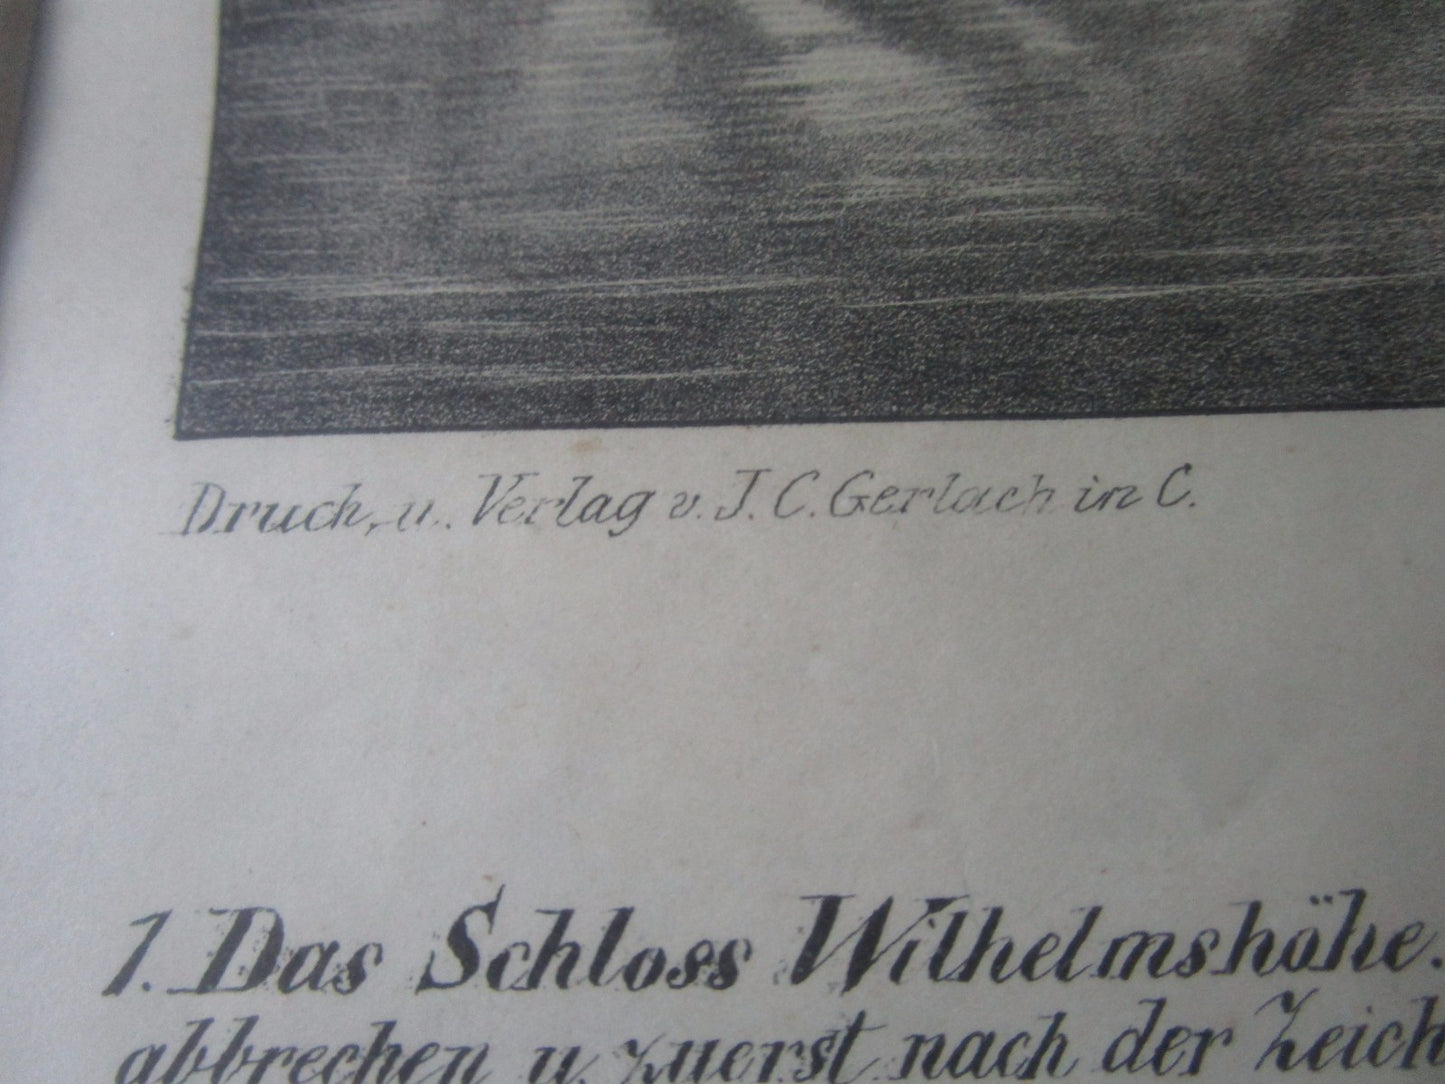 Druck, u. Verlag v. J. C. Gerlach in C.
1. Das Schloss Wilhelmshöhe.
abbrechen u. zuerst nach der Zeich